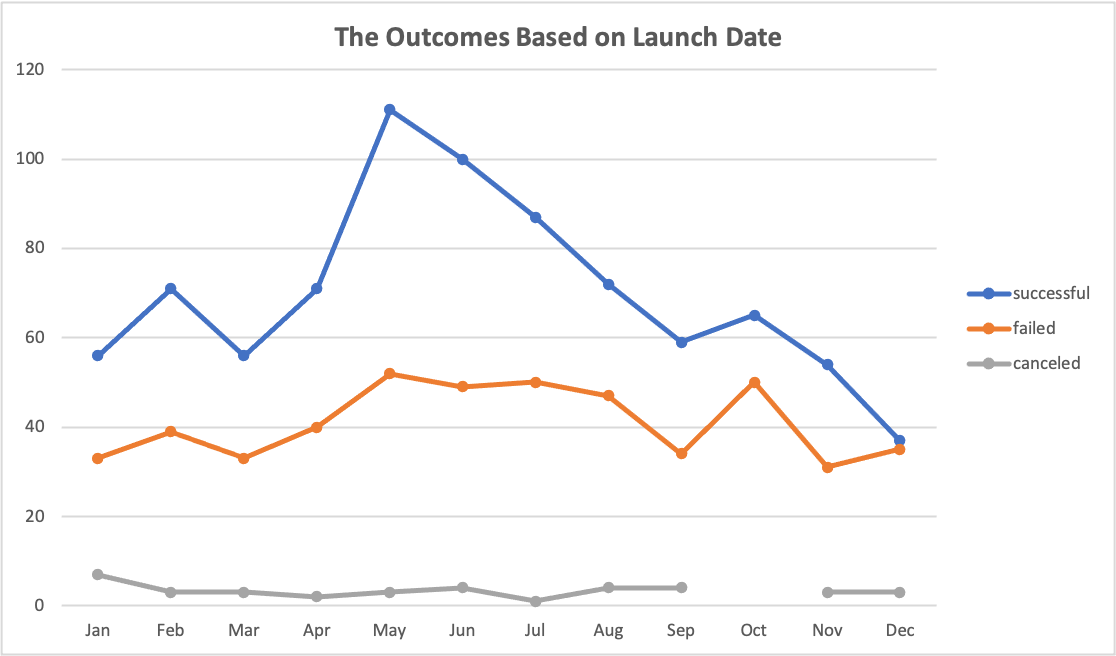 The Outcomes Based on Launch Date
120
100
80
60
40
20
0
successful
failed
canceled
Jan Feb Mar Apr May Jun Jul Aug Sep Oct Nov Dec